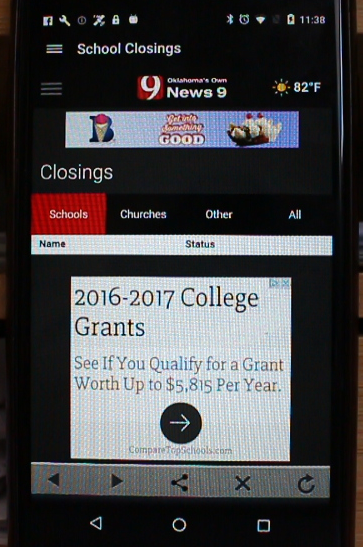 11:38
School Closings
9
Oklahoma's Own
News 9
82°F
B
Get into
Something
GOOD
Closings
Schools Churches Other All
Name Status
2016-2017 College
Grants
See If You Qualify for a Grant
Worth Up to $5,815 Per Year.
CompareTopSchools.com